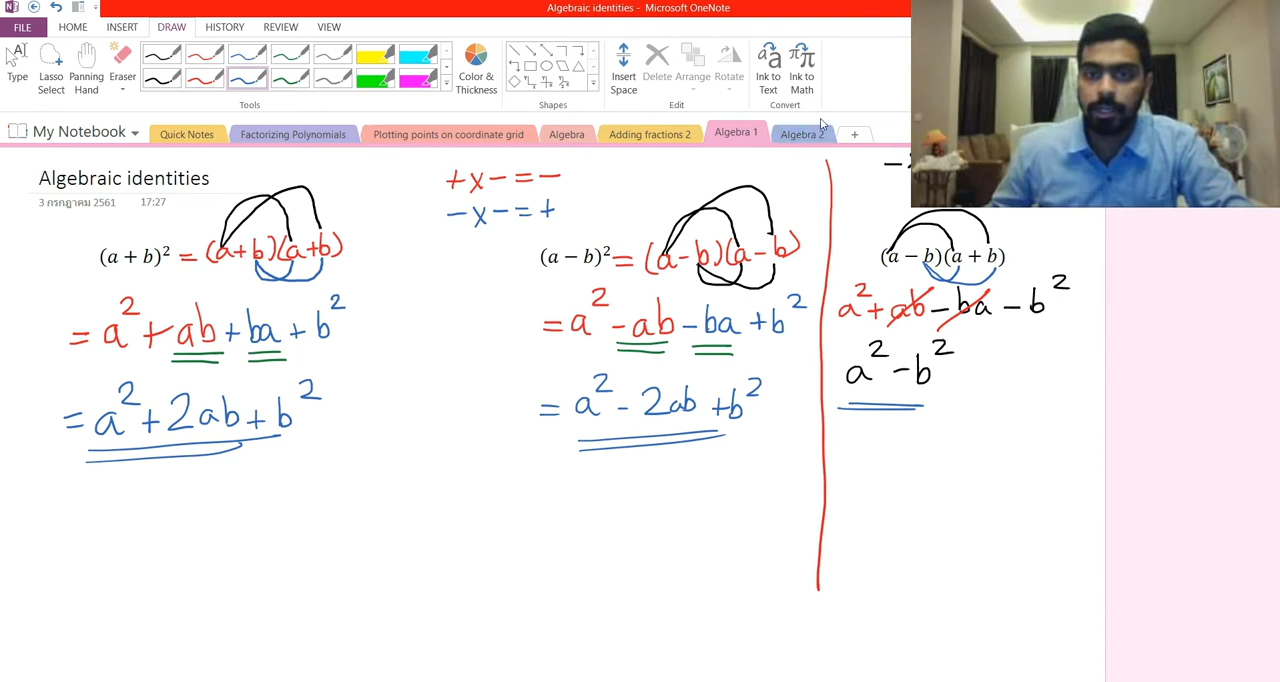 Algebraic identities - Microsoft OneNote
FILE HOME INSERT DRAW HISTORY REVIEW VIEW
Type
Lasso Select
Panning Hand
Eraser
Color & Thickness
Insert Space
Delete
Arrange
Rotate
Ink to Text
Ink to Math
Tools
Shapes
Edit
Convert
My Notebook
Quick Notes
Factorizing Polynomials
Plotting points on coordinate grid
Algebra
Adding fractions 2
Algebra 1
Algebra 2
+
Algebraic identities
3 กรกฎาคม 2561 17:27
+x-=-
-x-=+
(a + b)² = (a+b)(a+b)
= a² + ab + ba + b²
= a² + 2ab + b²
(a − b)² = (a-b)(a-b)
= a² - ab - ba + b²
= a² - 2ab + b²
(a − b)(a + b)
a² + ab - ba - b²
a² - b²